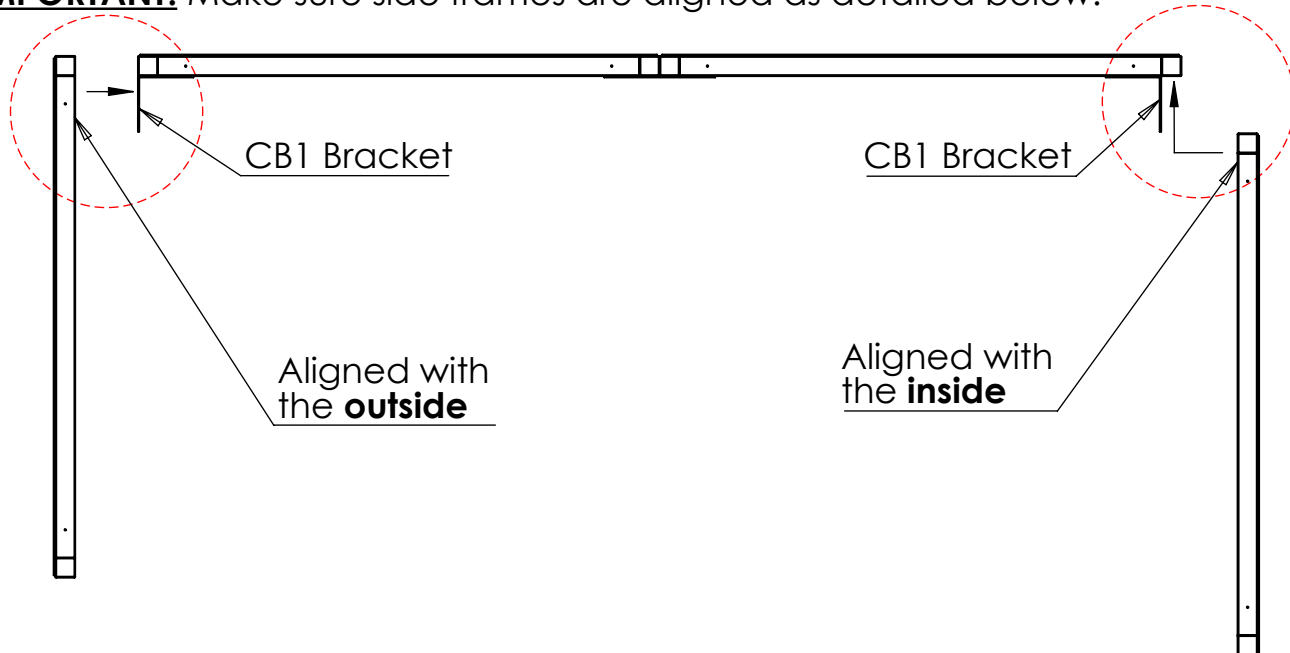 MPORTANT: Make sure side frames are aligned as detailed below.
CB1 Bracket
CB1 Bracket
Aligned with
the outside
Aligned with
the inside